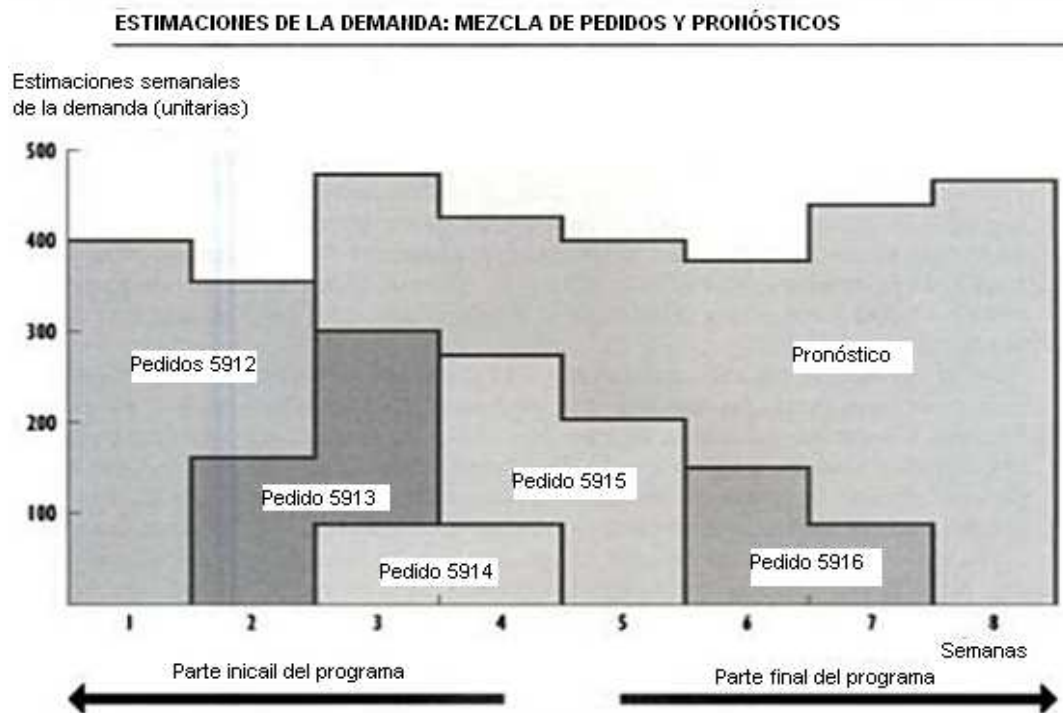 ESTIMACIONES DE LA DEMANDA: MEZCLA DE PEDIDOS Y PRONÓSTICOS
Estimaciones semanales
de la demanda (unitarias)
500
400
300
200
100
Pedidos 5912
Pronóstico
Pedido 5913
Pedido 5915
Pedido 5914
Pedido 5916
1 2 3 4 5 6 7 8
Semanas
Parte inicail del programa
Parte final del programa